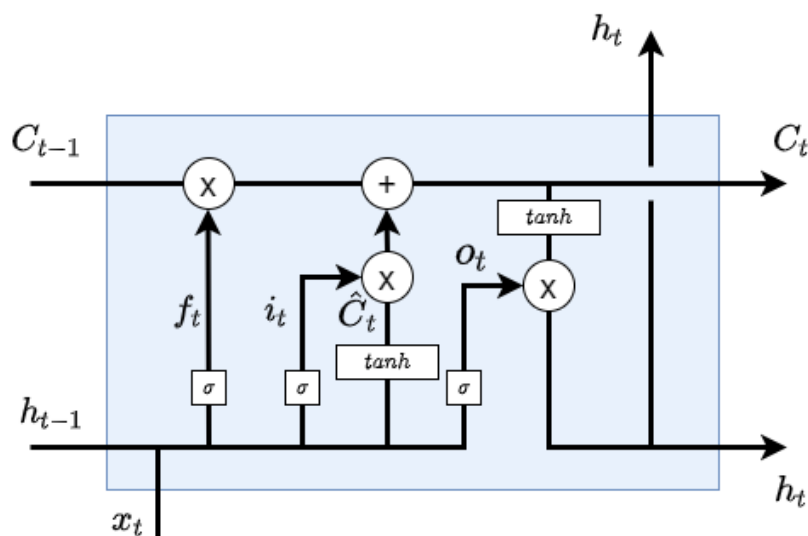 h_t
C_{t-1}
C_t
x
+
tanh
o_t
x
x
f_t
i_t
Ĉ_t
tanh
σ
σ
σ
h_{t-1}
h_t
x_t